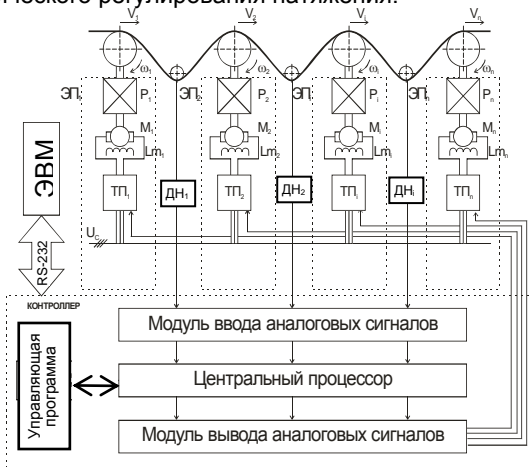 ческого регулирования натяжения.
V₁ V₂ Vᵢ Vₙ
ω₁ ω₂ ωᵢ ωₙ
ЭП₁ P₁ ЭП₂ P₂ ЭПᵢ Pᵢ ЭПₙ Pₙ
M₁ M₂ Mᵢ Mₙ
Lm₁ Lm₂ Lmᵢ Lmₙ
ЭВМ
ТП₁ ДН₁ ТП₂ ДН₂ ТПᵢ ДНᵢ ТПₙ
U꜀
RS-232
КОНТРОЛЛЕР
Модуль ввода аналоговых сигналов
Управляющая
программа
Центральный процессор
Модуль вывода аналоговых сигналов